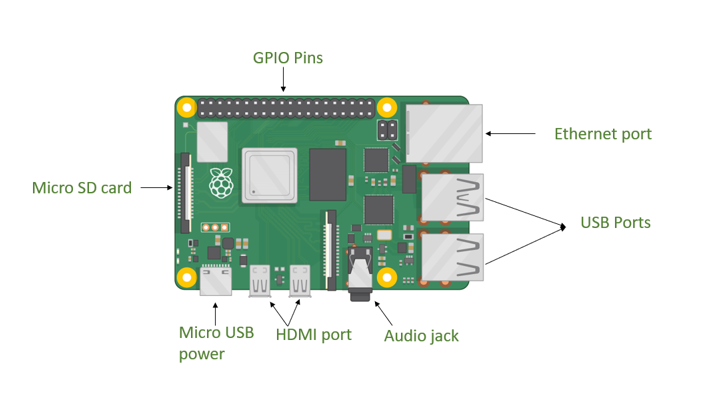 GPIO Pins
Ethernet port
Micro SD card
USB Ports
Micro USB
power
HDMI port
Audio jack